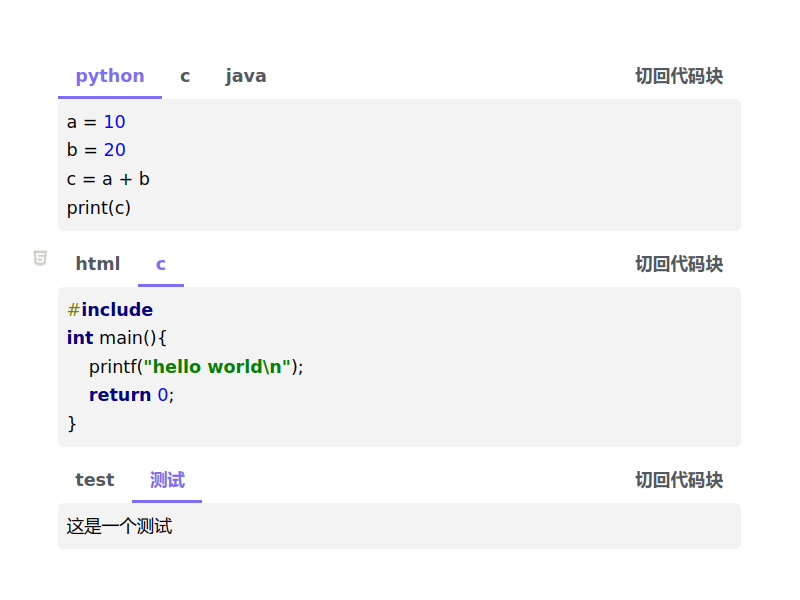 python c java 切回代码块
a = 10
b = 20
c = a + b
print(c)
html c 切回代码块
#include
int main(){
    printf("hello world\n");
    return 0;
}
test 测试 切回代码块
这是一个测试